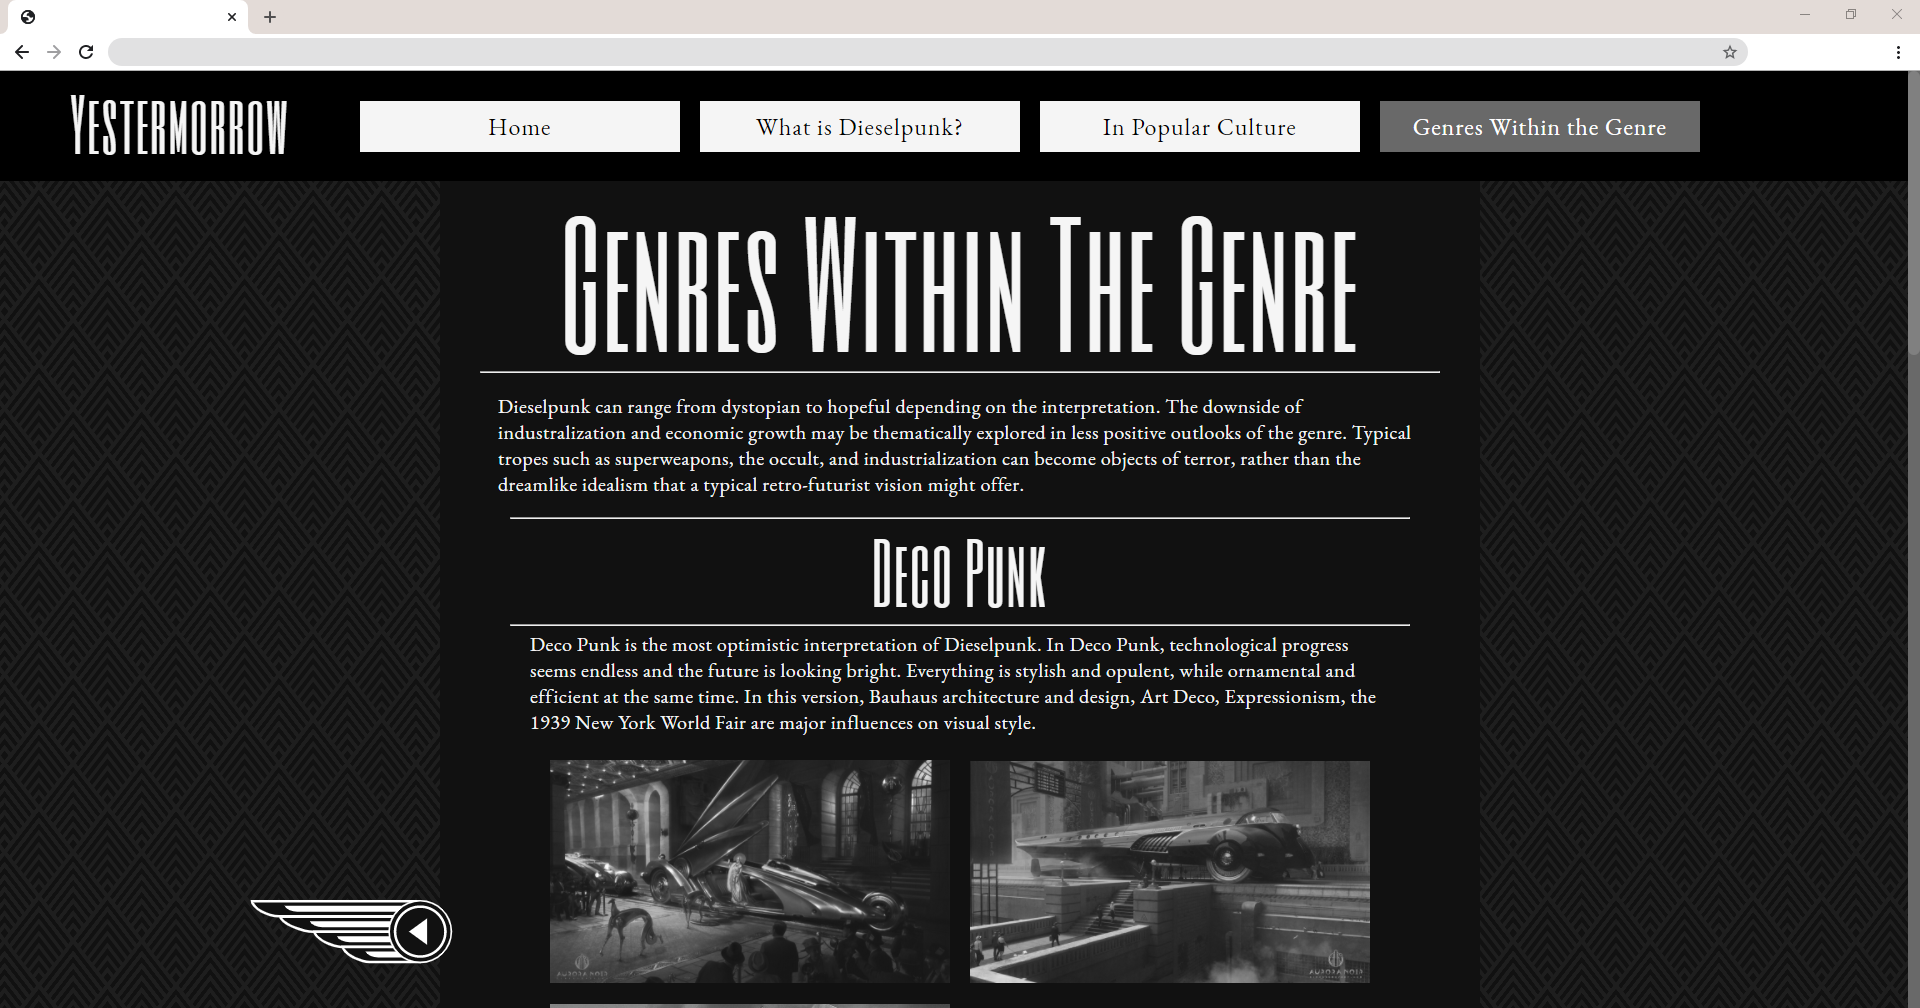 Yestermorrow
Home
What is Dieselpunk?
In Popular Culture
Genres Within the Genre
Genres Within The Genre
Dieselpunk can range from dystopian to hopeful depending on the interpretation. The downside of
industralization and economic growth may be thematically explored in less positive outlooks of the genre. Typical
tropes such as superweapons, the occult, and industrialization can become objects of terror, rather than the
dreamlike idealism that a typical retro-futurist vision might offer.
Deco Punk
Deco Punk is the most optimistic interpretation of Dieselpunk. In Deco Punk, technological progress
seems endless and the future is looking bright. Everything is stylish and opulent, while ornamental and
efficient at the same time. In this version, Bauhaus architecture and design, Art Deco, Expressionism, the
1939 New York World Fair are major influences on visual style.